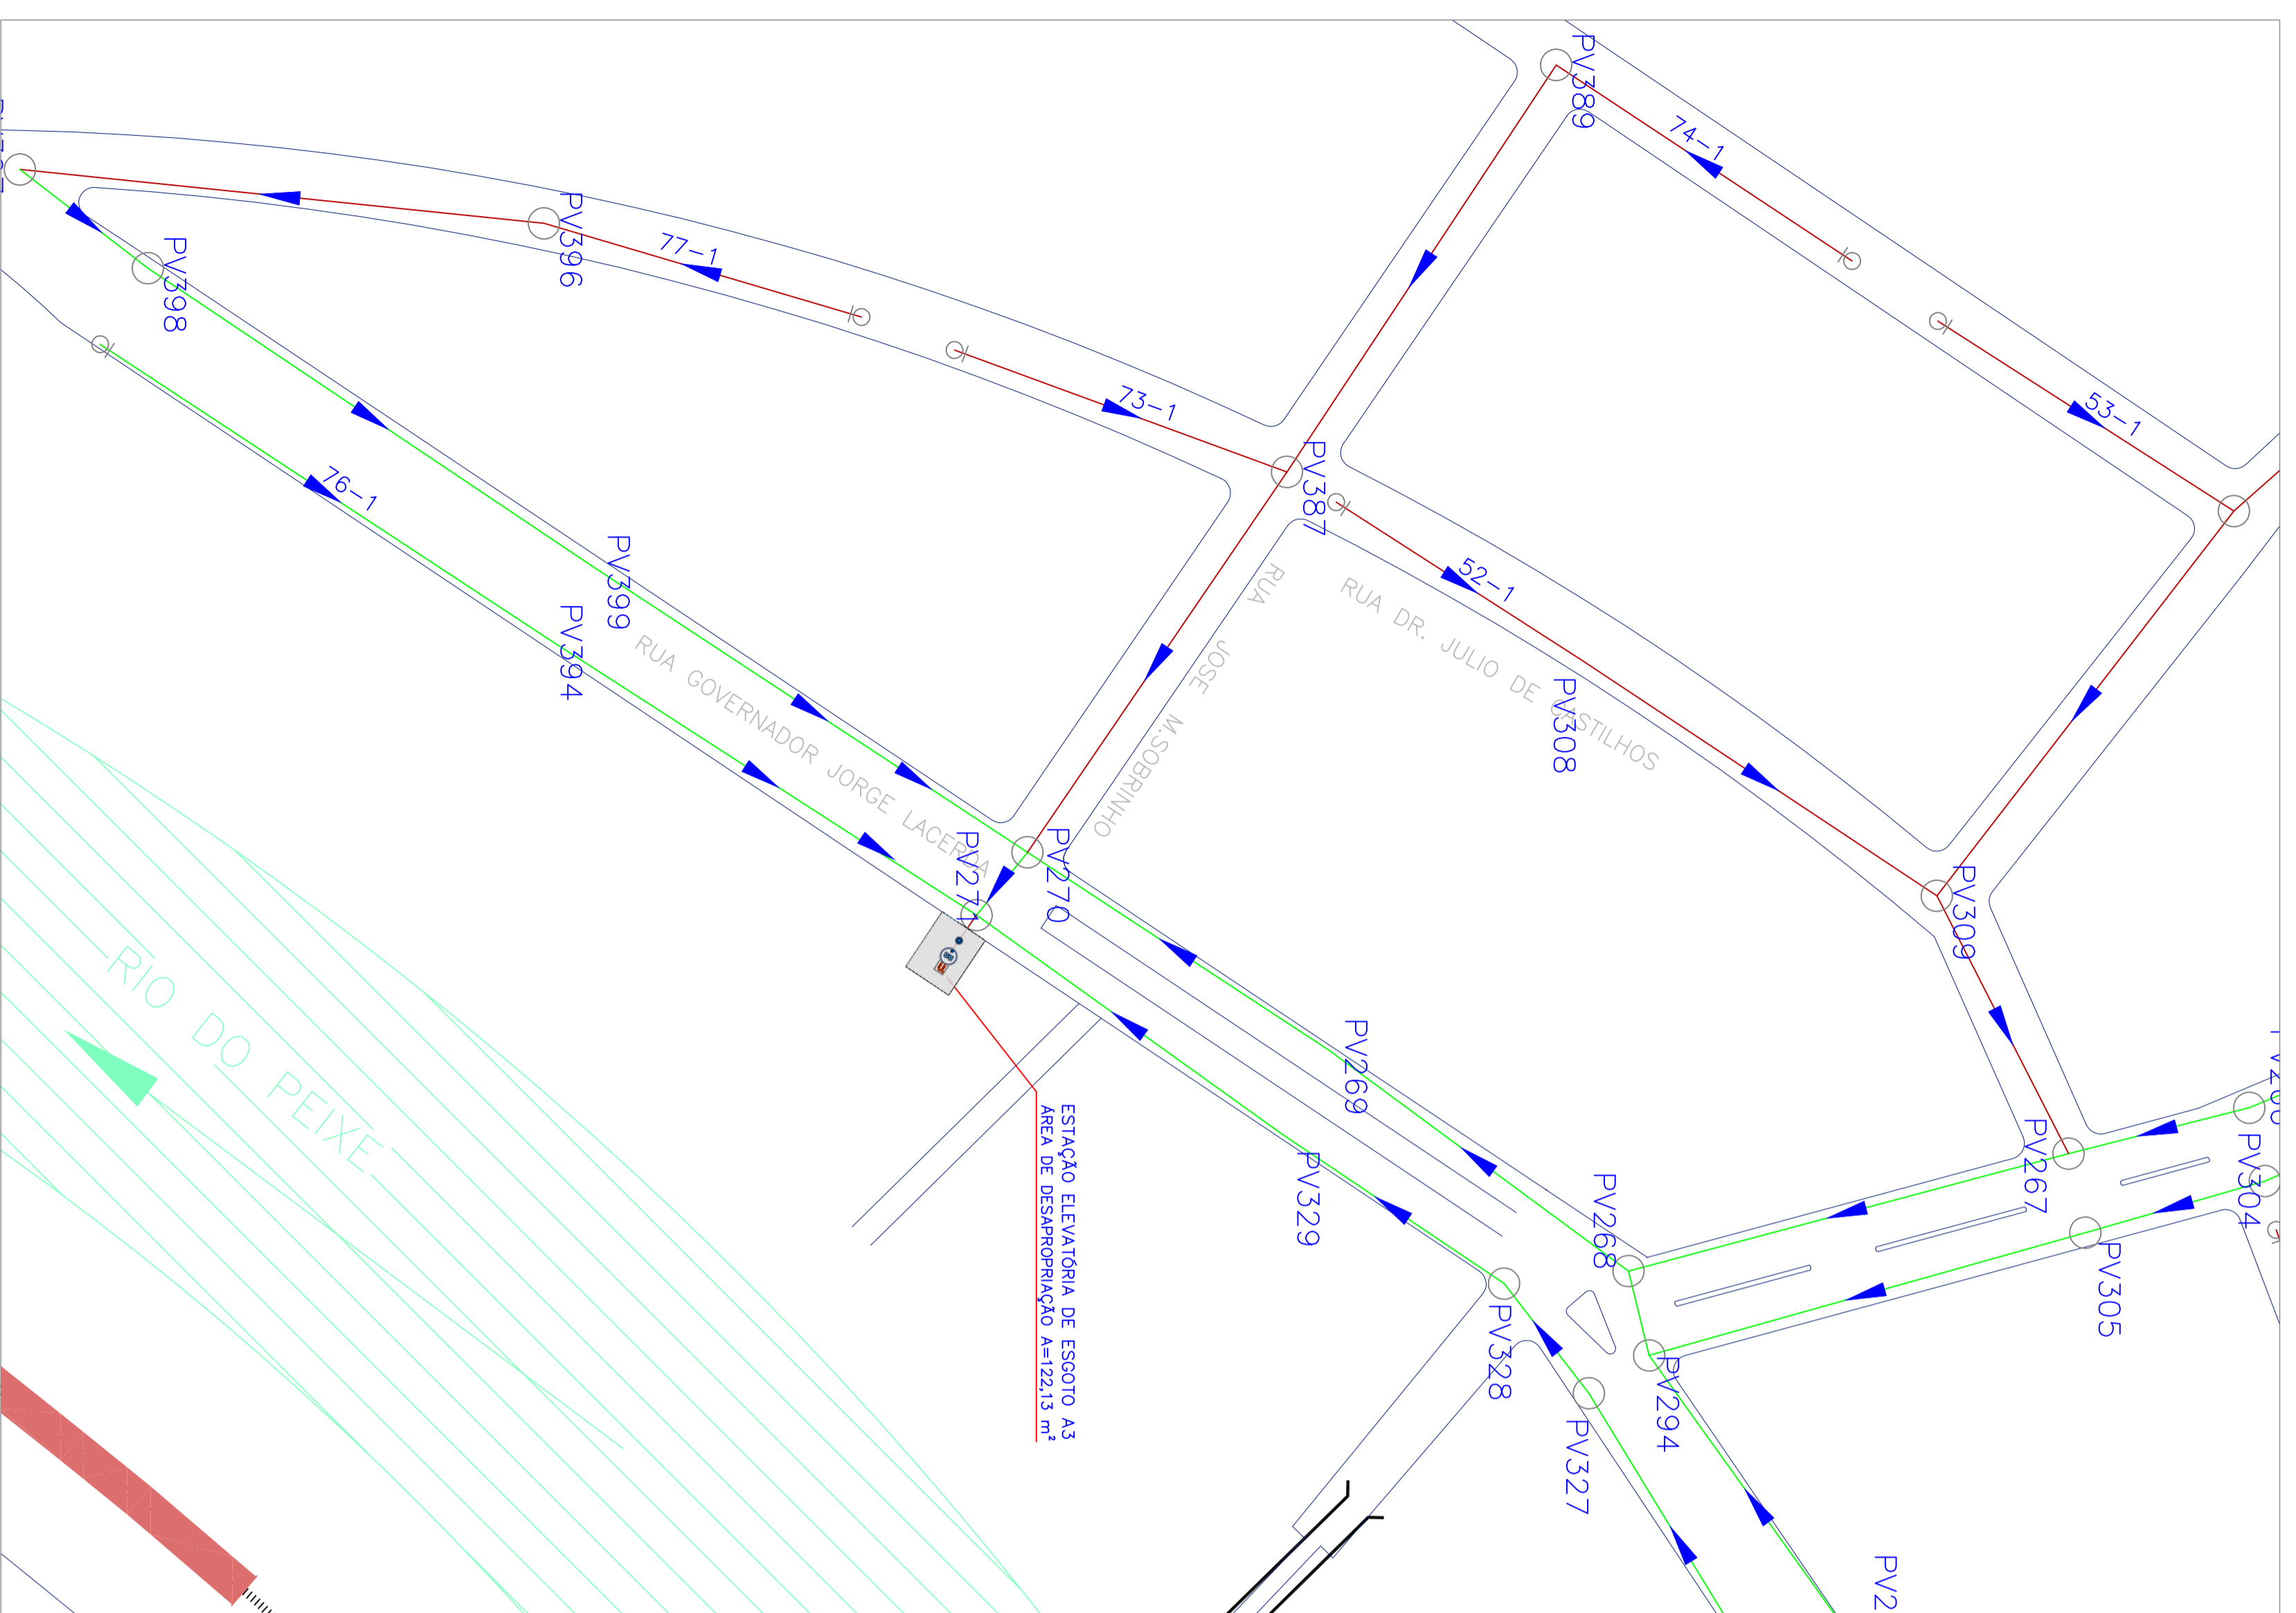 PV389
74-1
PV396
77-1
PV398
73-1
53-1
76-1
PV387
52-1
PV399
PV394
RUA GOVERNADOR JORGE LACERDA
RUA JOSE M.SOBRINHO
RUA DR. JULIO DE CASTILHOS
PV308
PV271
PV270
PV309
RIO DO PEIXE
PV269
ESTAÇÃO ELEVATÓRIA DE ESGOTO A3
ÁREA DE DESAPROPRIAÇÃO A=122,13 m²
PV329
PV268
PV267
PV304
PV305
PV328
PV294
PV327
PV2